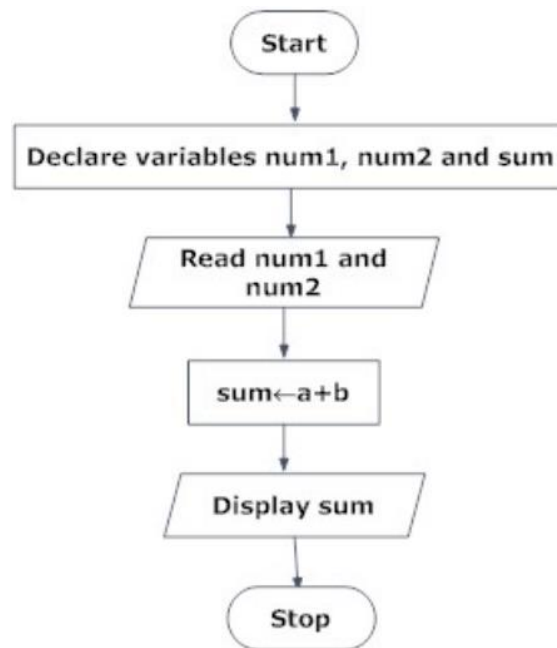 Start
Declare variables num1, num2 and sum
Read num1 and
num2
sum←a+b
Display sum
Stop